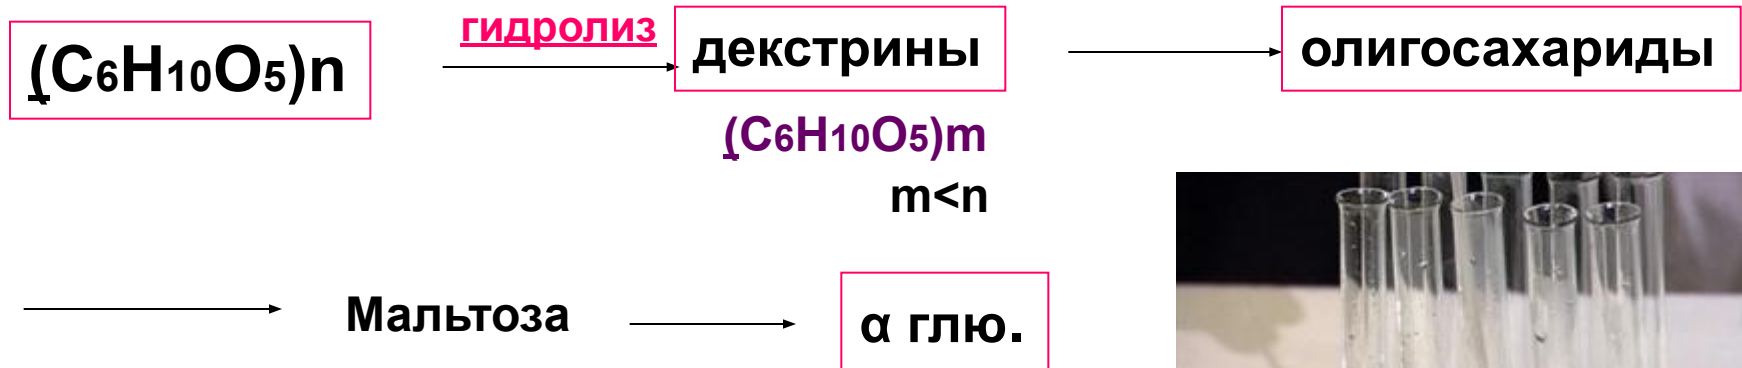 (C6H10O5)n гидролиз декстрины олигосахариды
(C6H10O5)m
m<n
Мальтоза α глю.